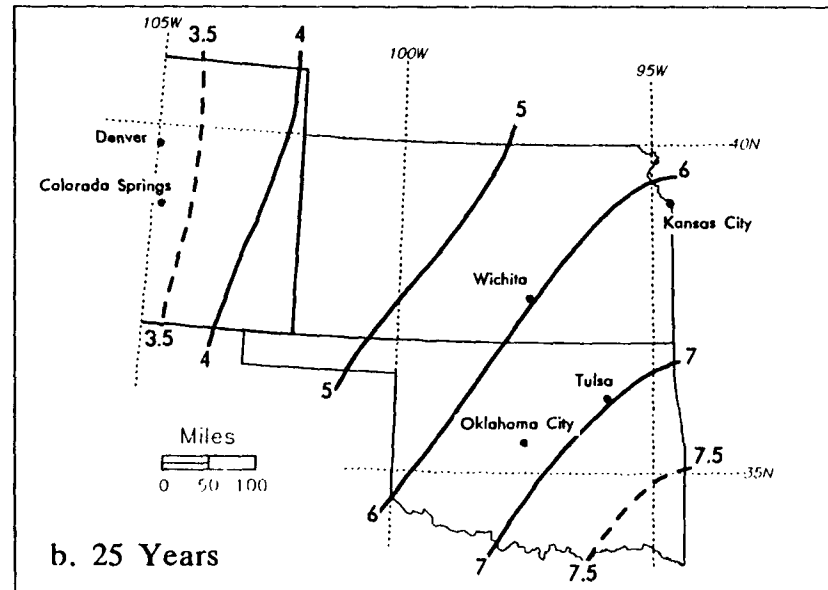 105W
3.5
4
100W
95W
5
Denver
40N
6
Colorada Springs
Kansas City
Wichita
3.5
4
7
5
Tulsa
Miles
Oklahoma City
0 50 100
7.5
35N
6
b. 25 Years
7
7.5